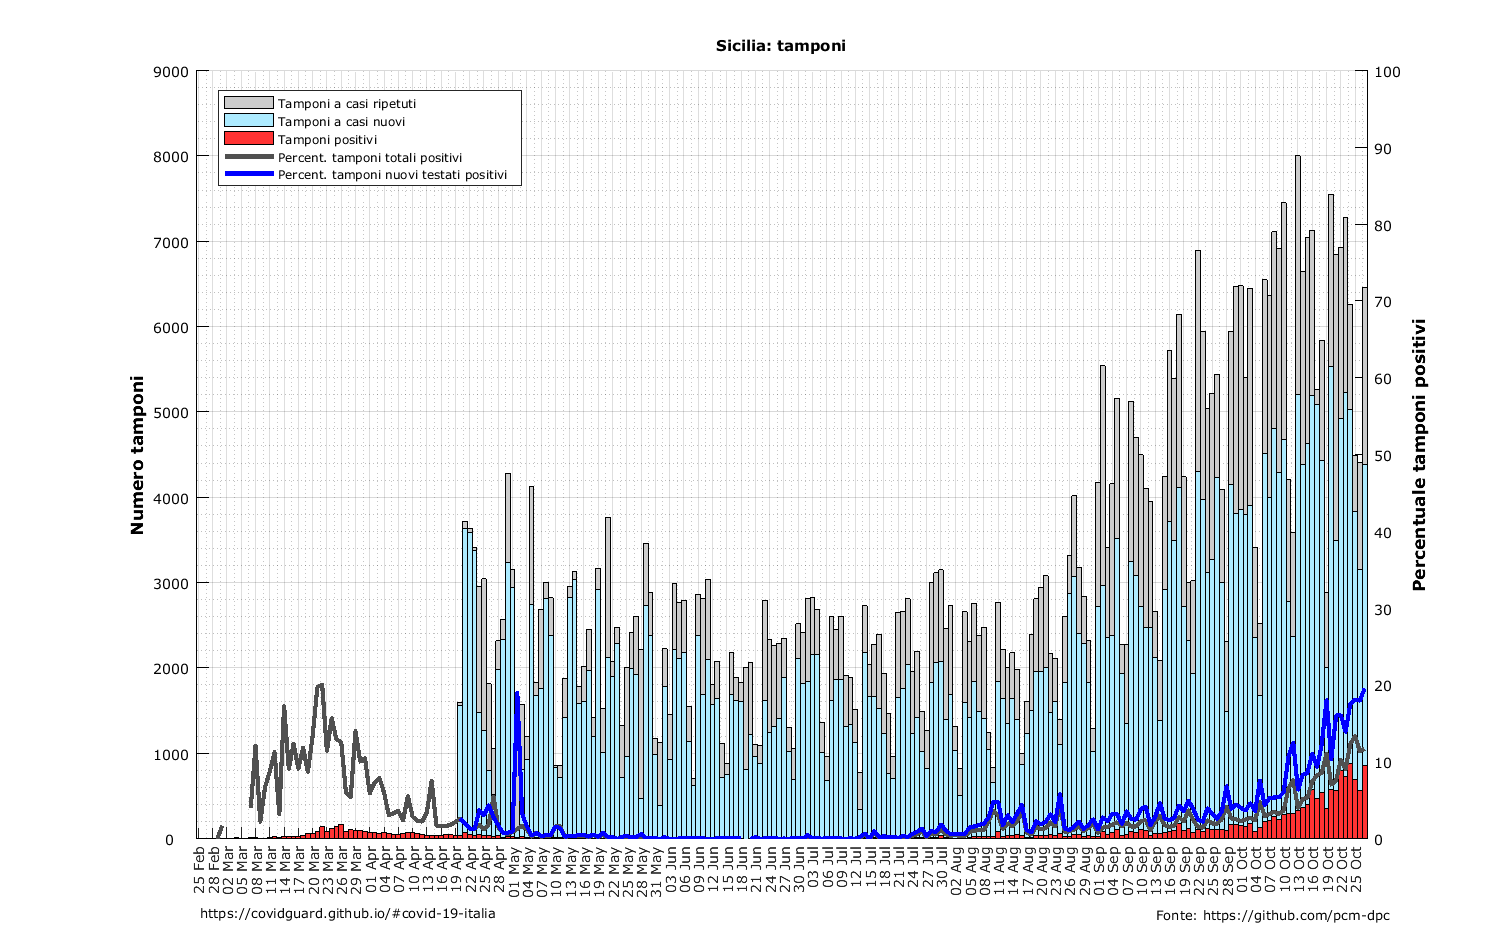 Sicilia: tamponi
Tamponi a casi ripetuti
Tamponi a casi nuovi
Tamponi positivi
Percent. tamponi totali positivi
Percent. tamponi nuovi testati positivi
Numero tamponi
9000
8000
7000
6000
5000
4000
3000
2000
1000
0
Percentuale tamponi positivi
100
90
80
70
60
50
40
30
20
10
0
25 Feb
28 Feb
02 Mar
05 Mar
08 Mar
11 Mar
14 Mar
17 Mar
20 Mar
23 Mar
26 Mar
29 Mar
01 Apr
04 Apr
07 Apr
10 Apr
13 Apr
16 Apr
19 Apr
22 Apr
25 Apr
28 Apr
01 May
04 May
07 May
10 May
13 May
16 May
19 May
22 May
25 May
28 May
31 May
03 Jun
06 Jun
09 Jun
12 Jun
15 Jun
18 Jun
21 Jun
24 Jun
27 Jun
30 Jun
03 Jul
06 Jul
09 Jul
12 Jul
15 Jul
18 Jul
21 Jul
24 Jul
27 Jul
30 Jul
02 Aug
05 Aug
08 Aug
11 Aug
14 Aug
17 Aug
20 Aug
23 Aug
26 Aug
29 Aug
01 Sep
04 Sep
07 Sep
10 Sep
13 Sep
16 Sep
19 Sep
22 Sep
25 Sep
28 Sep
01 Oct
04 Oct
07 Oct
10 Oct
13 Oct
16 Oct
19 Oct
22 Oct
25 Oct
https://covidguard.github.io/#covid-19-italia
Fonte: https://github.com/pcm-dpc